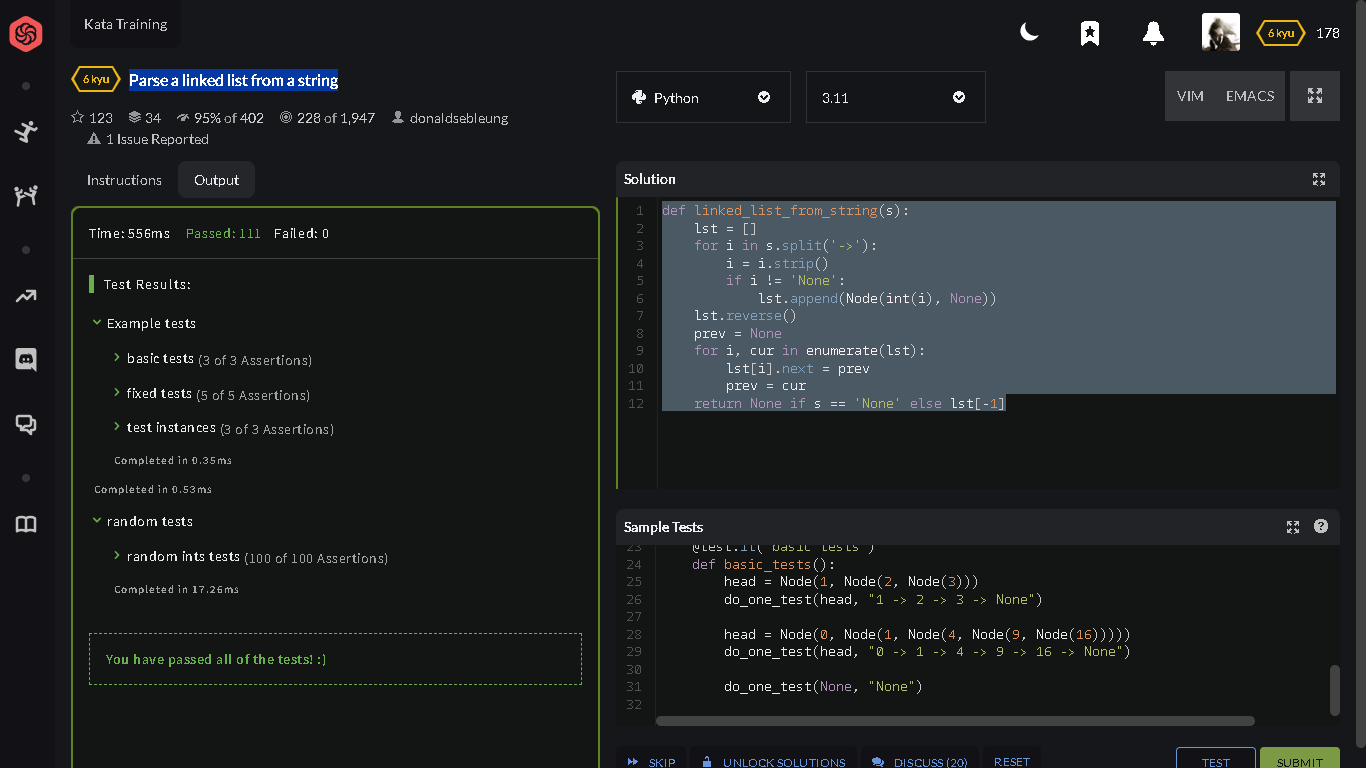 Kata Training
6 kyu 178
6 kyu Parse a linked list from a string
123 34 95% of 402 228 of 1,947 donaldsebleung
1 Issue Reported
Python 3.11 VIM EMACS
Instructions Output
Time: 556ms Passed: 111 Failed: 0
Test Results:
Example tests
basic tests (3 of 3 Assertions)
fixed tests (5 of 5 Assertions)
test instances (3 of 3 Assertions)
Completed in 0.35ms
Completed in 0.53ms
random tests
random ints tests (100 of 100 Assertions)
Completed in 17.26ms
You have passed all of the tests! :)
Solution
1 def linked_list_from_string(s):
2     lst = []
3     for i in s.split('->'):
4         i = i.strip()
5         if i != 'None':
6             lst.append(Node(int(i), None))
7     lst.reverse()
8     prev = None
9     for i, cur in enumerate(lst):
10         lst[i].next = prev
11         prev = cur
12     return None if s == 'None' else lst[-1]
Sample Tests
23     @test.it("basic tests")
24     def basic_tests():
25         head = Node(1, Node(2, Node(3)))
26         do_one_test(head, "1 -> 2 -> 3 -> None")
27
28         head = Node(0, Node(1, Node(4, Node(9, Node(16)))))
29         do_one_test(head, "0 -> 1 -> 4 -> 9 -> 16 -> None")
30
31         do_one_test(None, "None")
32
SKIP UNLOCK SOLUTIONS DISCUSS (20) RESET TEST SUBMIT